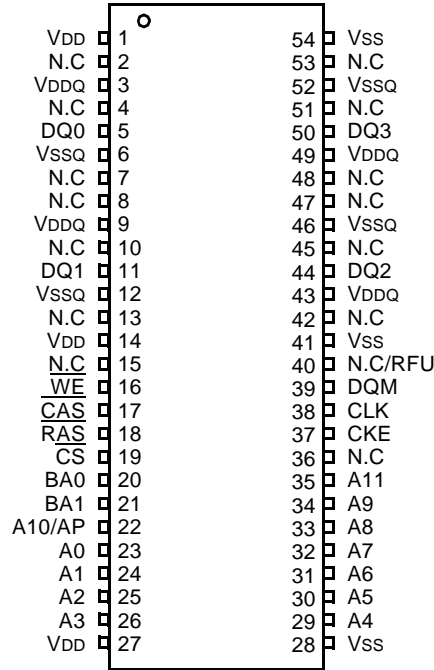 VDD 1 54 VSS
N.C 2 53 N.C
VDDQ 3 52 VSSQ
N.C 4 51 N.C
DQ0 5 50 DQ3
VSSQ 6 49 VDDQ
N.C 7 48 N.C
N.C 8 47 N.C
VDDQ 9 46 VSSQ
N.C 10 45 N.C
DQ1 11 44 DQ2
VSSQ 12 43 VDDQ
N.C 13 42 N.C
VDD 14 41 VSS
N.C 15 40 N.C/RFU
WE 16 39 DQM
CAS 17 38 CLK
RAS 18 37 CKE
CS 19 36 N.C
BA0 20 35 A11
BA1 21 34 A9
A10/AP 22 33 A8
A0 23 32 A7
A1 24 31 A6
A2 25 30 A5
A3 26 29 A4
VDD 27 28 VSS